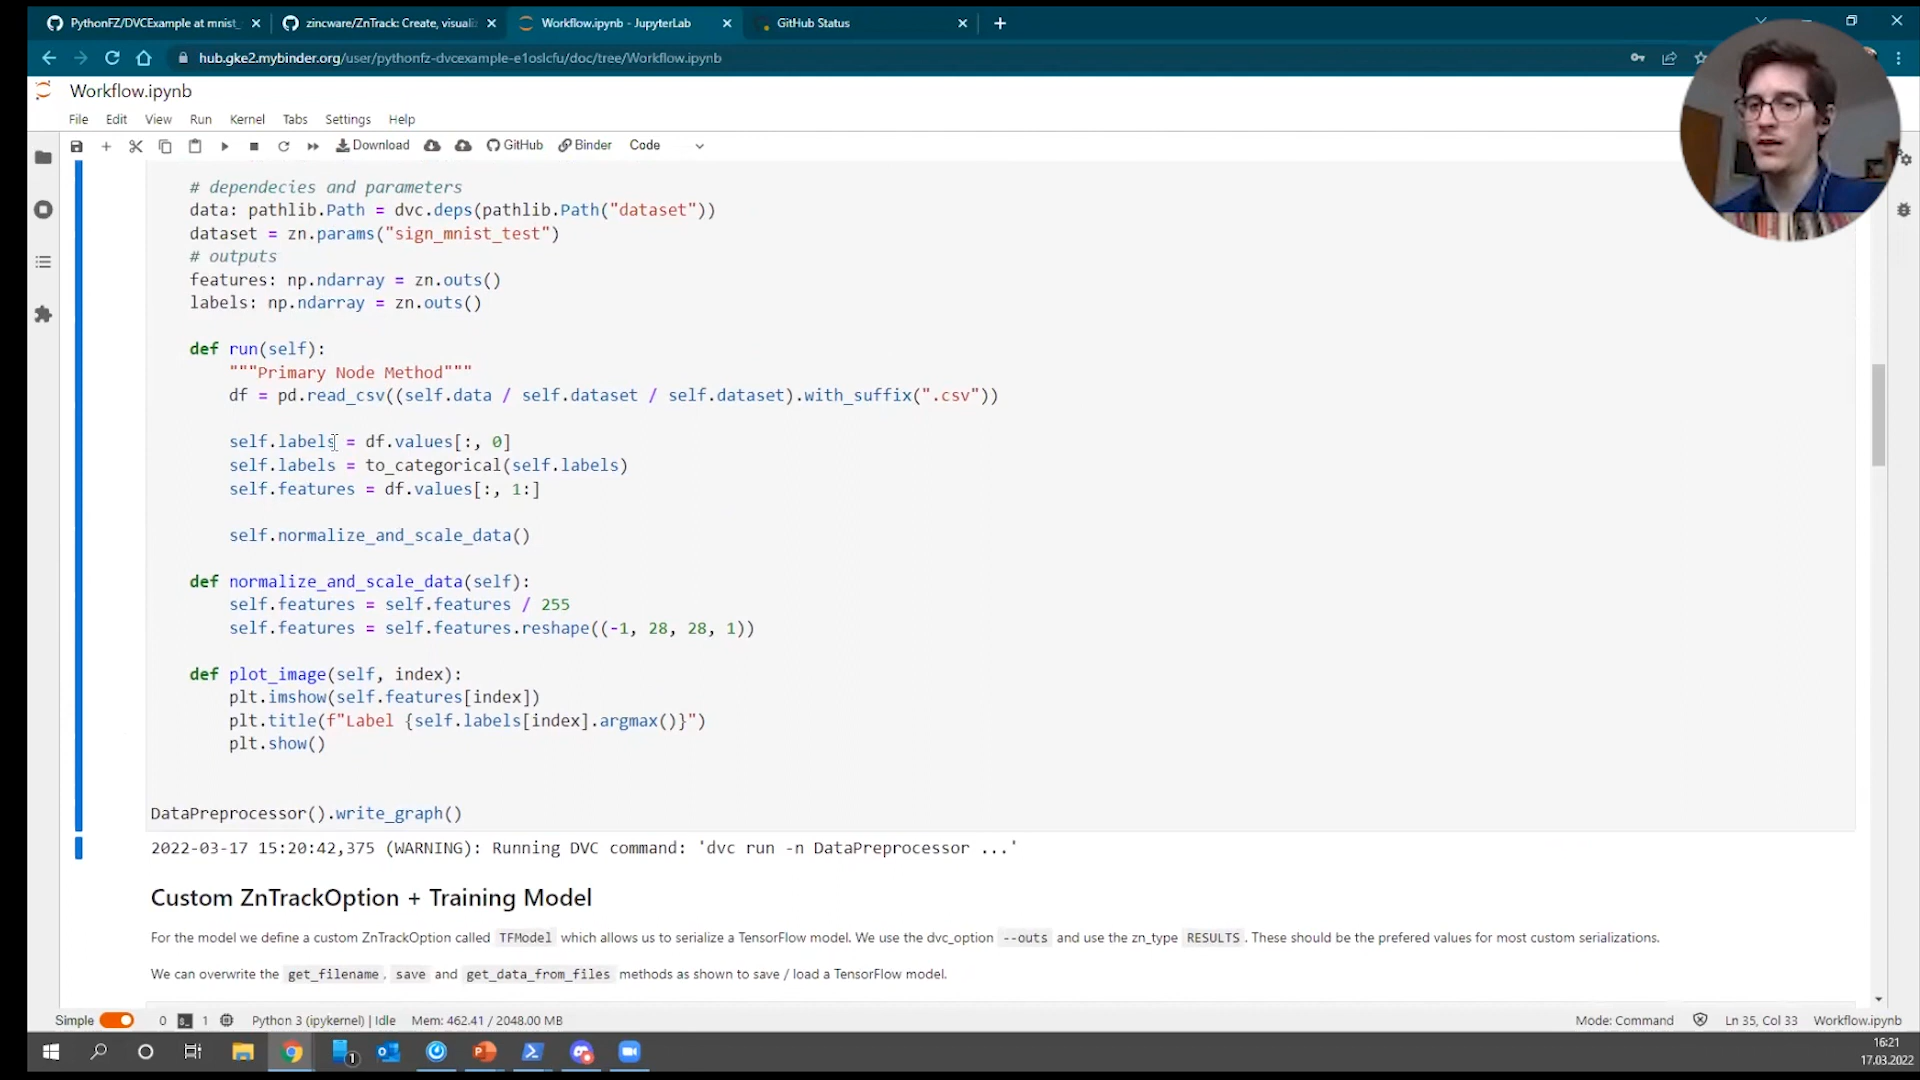 PythonFZ/DVCExample at mnist_
zincware/ZnTrack: Create, visuali
Workflow.ipynb - JupyterLab
GitHub Status
hub.gke2.mybinder.org/user/pythonfz-dvcexample-e1oslcfu/doc/tree/Workflow.ipynb
Workflow.ipynb
File Edit View Run Kernel Tabs Settings Help
Download GitHub Binder Code
# dependecies and parameters
data: pathlib.Path = dvc.deps(pathlib.Path("dataset"))
dataset = zn.params("sign_mnist_test")
# outputs
features: np.ndarray = zn.outs()
labels: np.ndarray = zn.outs()
def run(self):
"""Primary Node Method"""
df = pd.read_csv((self.data / self.dataset / self.dataset).with_suffix(".csv"))
self.labels = df.values[:, 0]
self.labels = to_categorical(self.labels)
self.features = df.values[:, 1:]
self.normalize_and_scale_data()
def normalize_and_scale_data(self):
self.features = self.features / 255
self.features = self.features.reshape((-1, 28, 28, 1))
def plot_image(self, index):
plt.imshow(self.features[index])
plt.title(f"Label {self.labels[index].argmax()}")
plt.show()
DataPreprocessor().write_graph()
2022-03-17 15:20:42,375 (WARNING): Running DVC command: 'dvc run -n DataPreprocessor ...'
Custom ZnTrackOption + Training Model
For the model we define a custom ZnTrackOption called TFModel which allows us to serialize a TensorFlow model. We use the dvc_option --outs and use the zn_type RESULTS. These should be the prefered values for most custom serializations.
We can overwrite the get_filename, save and get_data_from_files methods as shown to save / load a TensorFlow model.
Simple 0 1 Python 3 (ipykernel) | Idle Mem: 462.41 / 2048.00 MB Mode: Command Ln 35, Col 33 Workflow.ipynb
1
16:21
17.03.2022